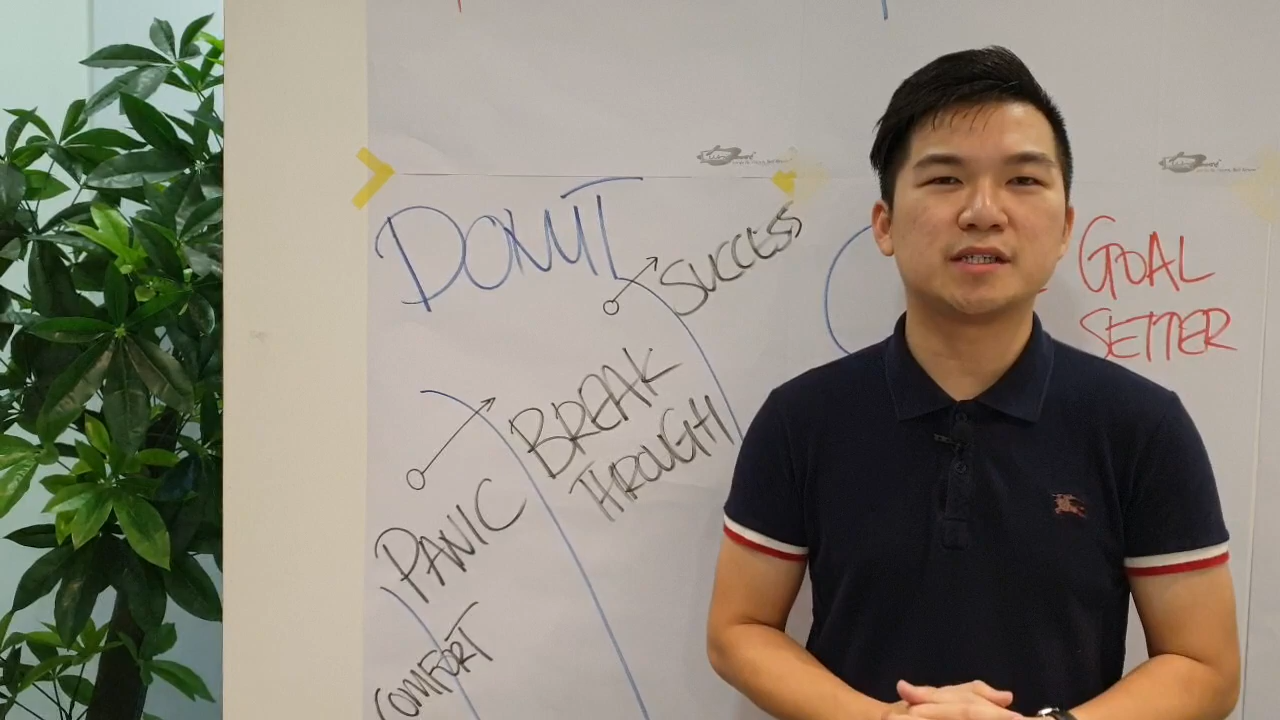 DONUT
SUCCESS
BREAK
THROUGH
PANIC
COMFORT
GOAL
SETTER